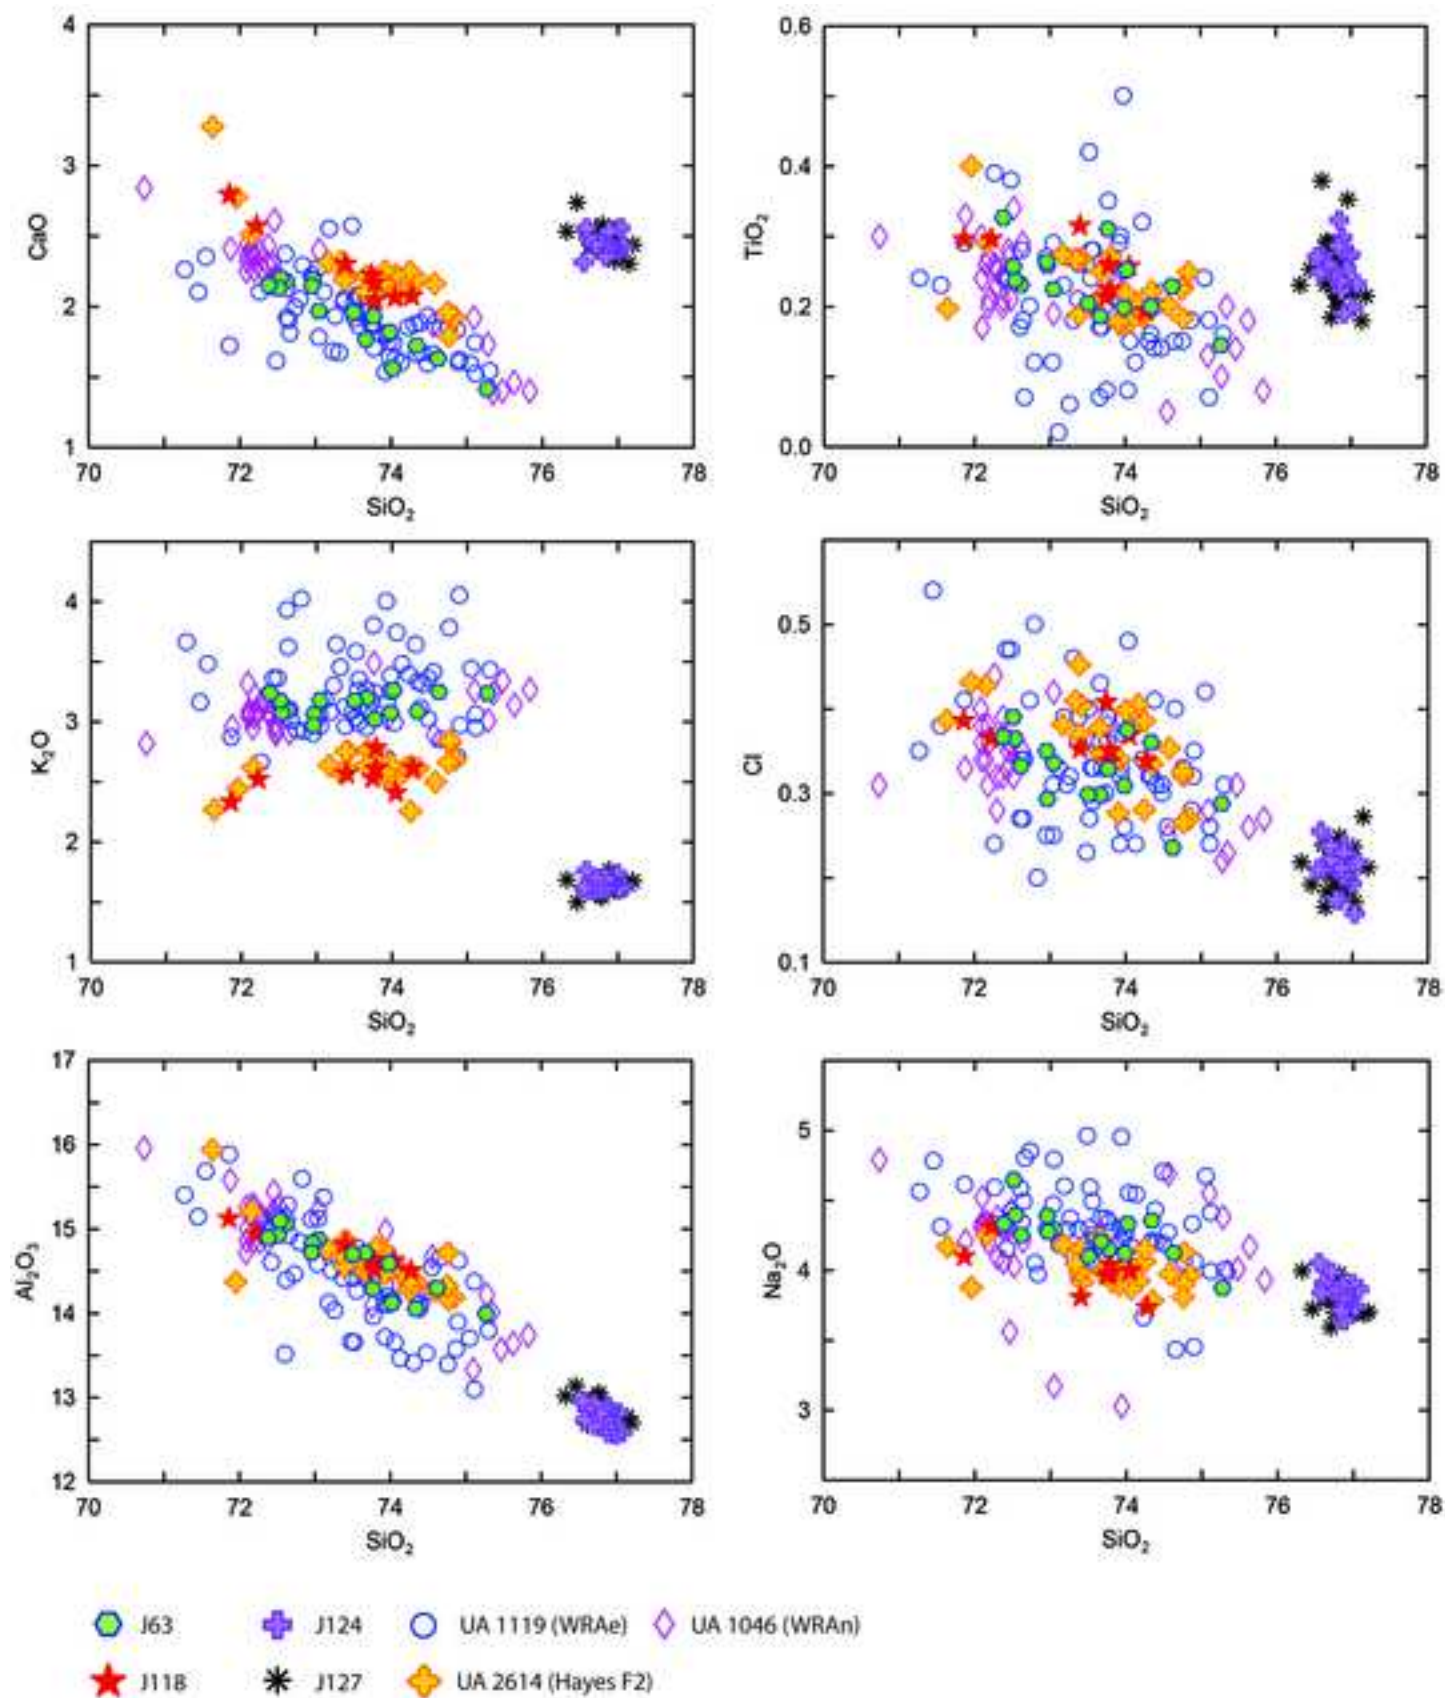 4
3
2
1
CaO
70 72 74 76 78
SiO₂
0.6
0.4
0.2
0.0
TiO₂
70 72 74 76 78
SiO₂
4
3
2
1
K₂O
70 72 74 76 78
SiO₂
0.5
0.3
0.1
Cl
70 72 74 76 78
SiO₂
17
16
15
14
13
12
Al₂O₃
70 72 74 76 78
SiO₂
5
4
3
Na₂O
70 72 74 76 78
SiO₂
J63 J124 UA 1119 (WRAe) UA 1046 (WRAn)
J118 J127 UA 2614 (Hayes F2)